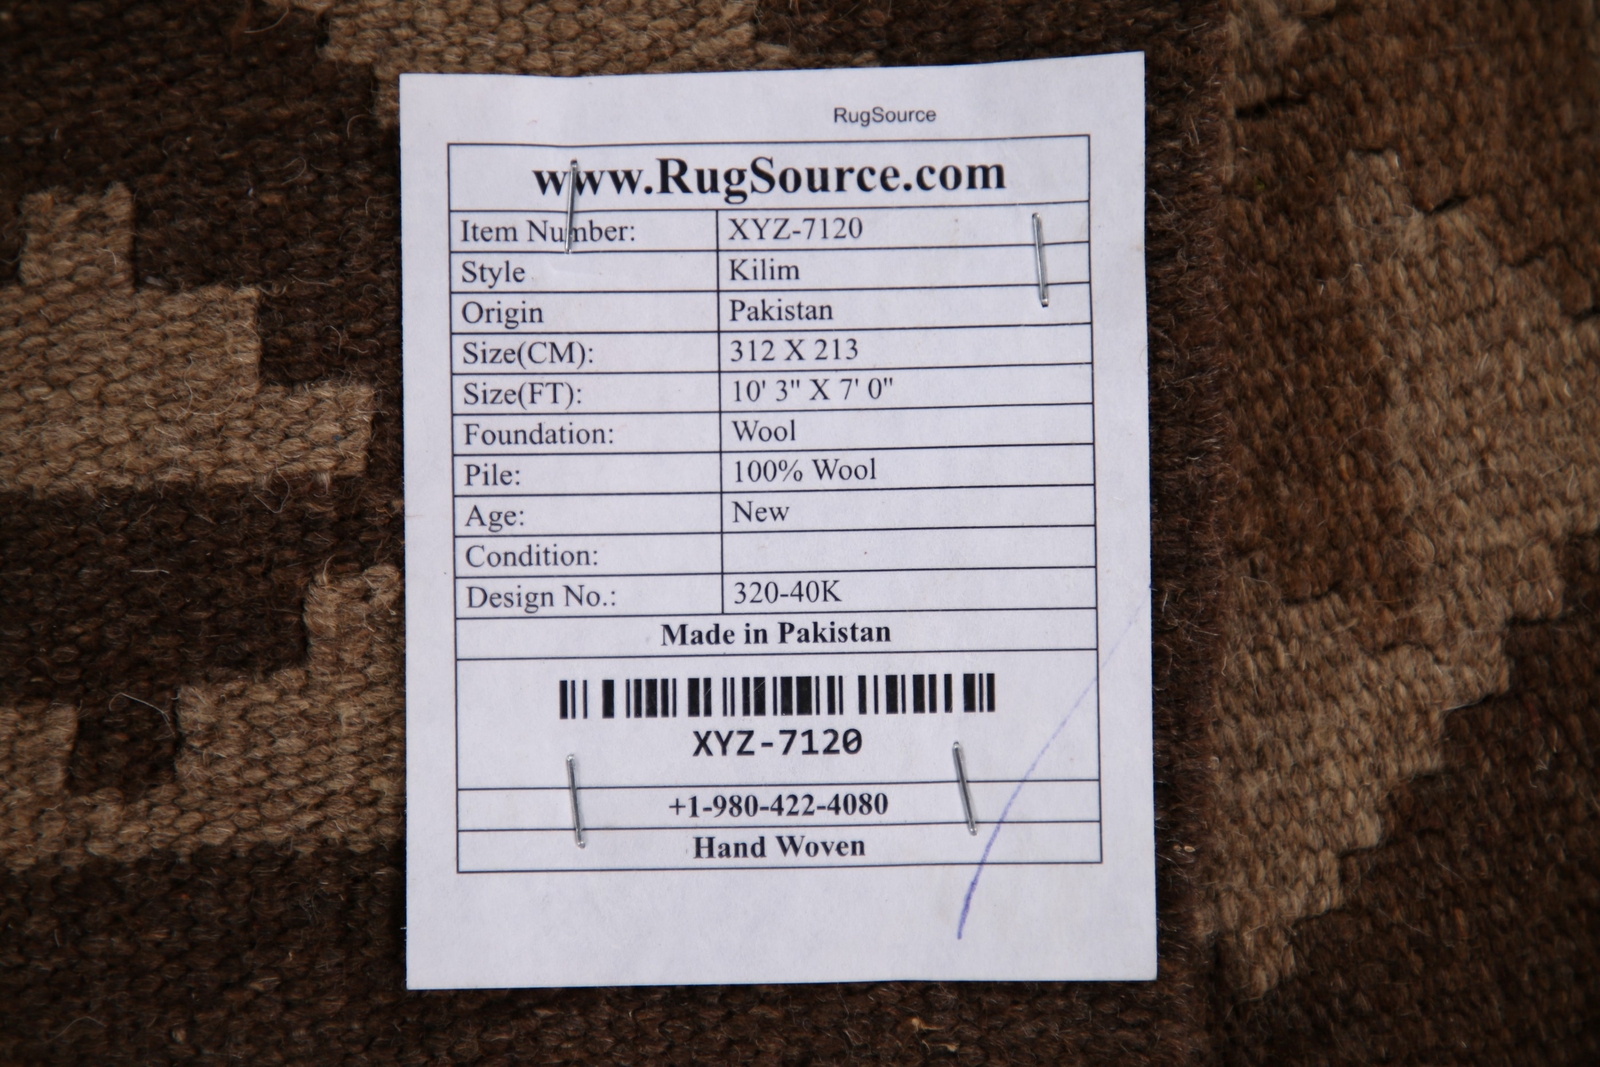 RugSource
www.RugSource.com
Item Number: XYZ-7120
Style Kilim
Origin Pakistan
Size(CM): 312 X 213
Size(FT): 10' 3" X 7' 0"
Foundation: Wool
Pile: 100% Wool
Age: New
Condition:
Design No.: 320-40K
Made in Pakistan
XYZ-7120
+1-980-422-4080
Hand Woven